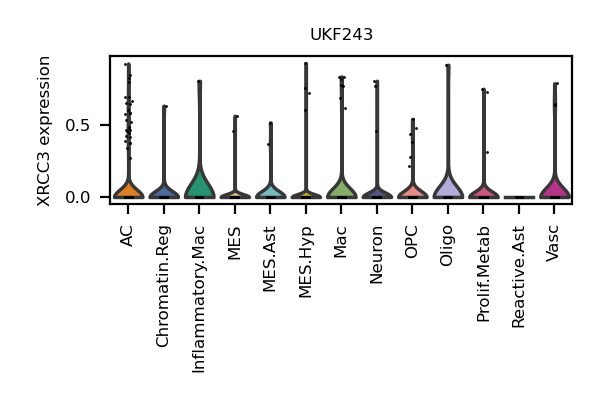 UKF243
XRCC3 expression
0.5
0.0
AC
Chromatin.Reg
Inflammatory.Mac
MES
MES.Ast
MES.Hyp
Mac
Neuron
OPC
Oligo
Prolif.Metab
Reactive.Ast
Vasc